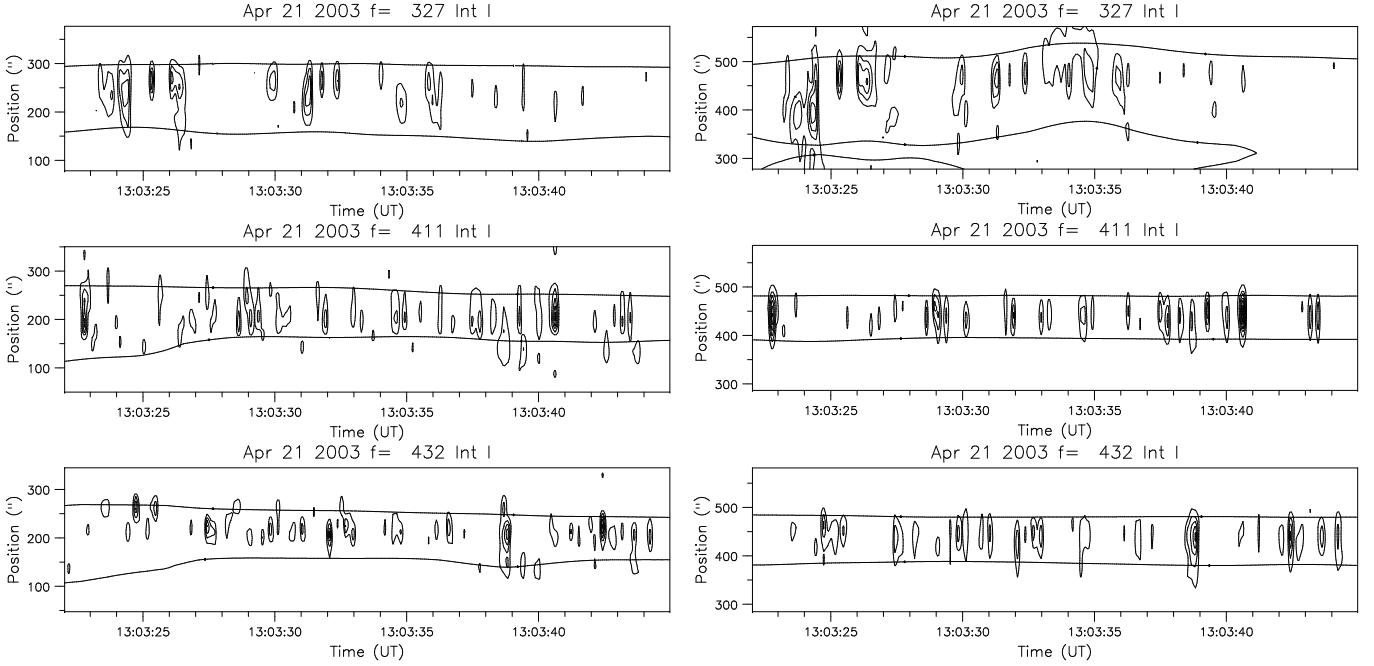 Apr 21 2003 f= 327 Int I
Position (")
300
200
100
13:03:25 13:03:30 13:03:35 13:03:40
Time (UT)
Apr 21 2003 f= 327 Int I
Position (")
500
400
300
13:03:25 13:03:30 13:03:35 13:03:40
Time (UT)
Apr 21 2003 f= 411 Int I
Position (")
300
200
100
13:03:25 13:03:30 13:03:35 13:03:40
Time (UT)
Apr 21 2003 f= 411 Int I
Position (")
500
400
300
13:03:25 13:03:30 13:03:35 13:03:40
Time (UT)
Apr 21 2003 f= 432 Int I
Position (")
300
200
100
13:03:25 13:03:30 13:03:35 13:03:40
Time (UT)
Apr 21 2003 f= 432 Int I
Position (")
500
400
300
13:03:25 13:03:30 13:03:35 13:03:40
Time (UT)